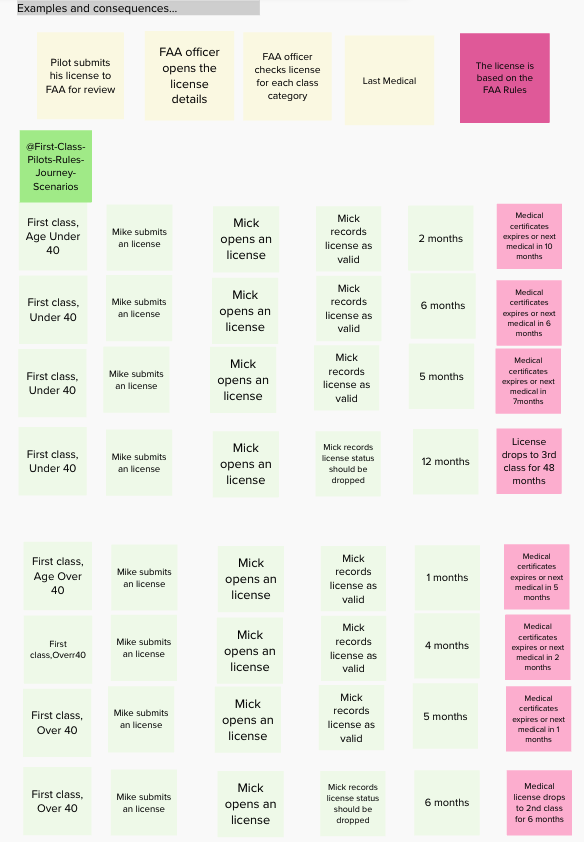 Examples and consequences...
Pilot submits
his license to
FAA for review
FAA officer
opens the
license
details
FAA officer
checks license
for each class
category
Last Medical
The license is
based on the
FAA Rules
@First-Class-
Pilots-Rules-
Journey-
Scenarios
First class,
Age Under
40
Mike submits
an license
Mick
opens an
license
Mick
records
license as
valid
2 months
Medical
certificates
expires or next
medical in 10
months
First class,
Under 40
Mike submits
an license
Mick
opens an
license
Mick
records
license as
valid
6 months
Medical
certificates
expires or next
medical in 6
months
First class,
Under 40
Mike submits
an license
Mick
opens an
license
Mick
records
license as
valid
5 months
Medical
certificates
expires or next
medical in
7months
First class,
Under 40
Mike submits
an license
Mick
opens an
license
Mick records
license status
should be
dropped
12 months
License
drops to 3rd
class for 48
months
First class,
Age Over
40
Mike submits
an license
Mick
opens an
license
Mick
records
license as
valid
1 months
Medical
certificates
expires or next
medical in 5
months
First
class,Overr40
Mike submits
an license
Mick
opens an
license
Mick
records
license as
valid
4 months
Medical
certificates
expires or next
medical in 2
months
First class,
Over 40
Mike submits
an license
Mick
opens an
license
Mick
records
license as
valid
5 months
Medical
certificates
expires or next
medical in 1
months
First class,
Over 40
Mike submits
an license
Mick
opens an
license
Mick records
license status
should be
dropped
6 months
Medical
license drops
to 2nd class
for 6 months